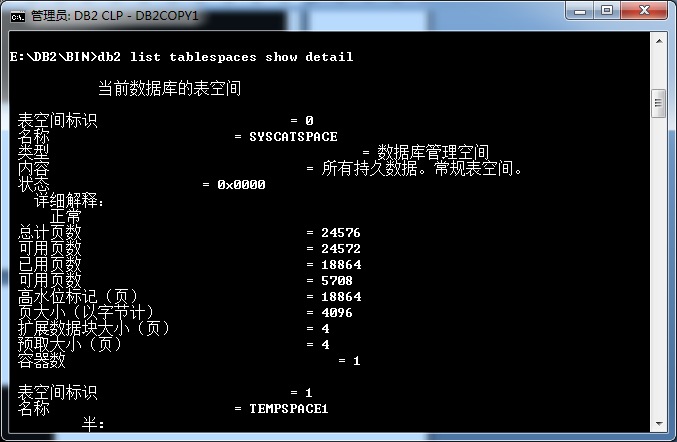 管理员: DB2 CLP - DB2COPY1
E:\DB2\BIN>db2 list tablespaces show detail
当前数据库的表空间
表空间标识 = 0
名称 = SYSCATSPACE
类型 = 数据库管理空间
内容 = 所有持久数据。常规表空间。
状态 = 0x0000
详细解释:
正常
总计页数 = 24576
可用页数 = 24572
已用页数 = 18864
可用页数 = 5708
高水位标记（页） = 18864
页大小（以字节计） = 4096
扩展数据块大小（页） = 4
预取大小（页） = 4
容器数 = 1
表空间标识 = 1
名称 = TEMPSPACE1
半: